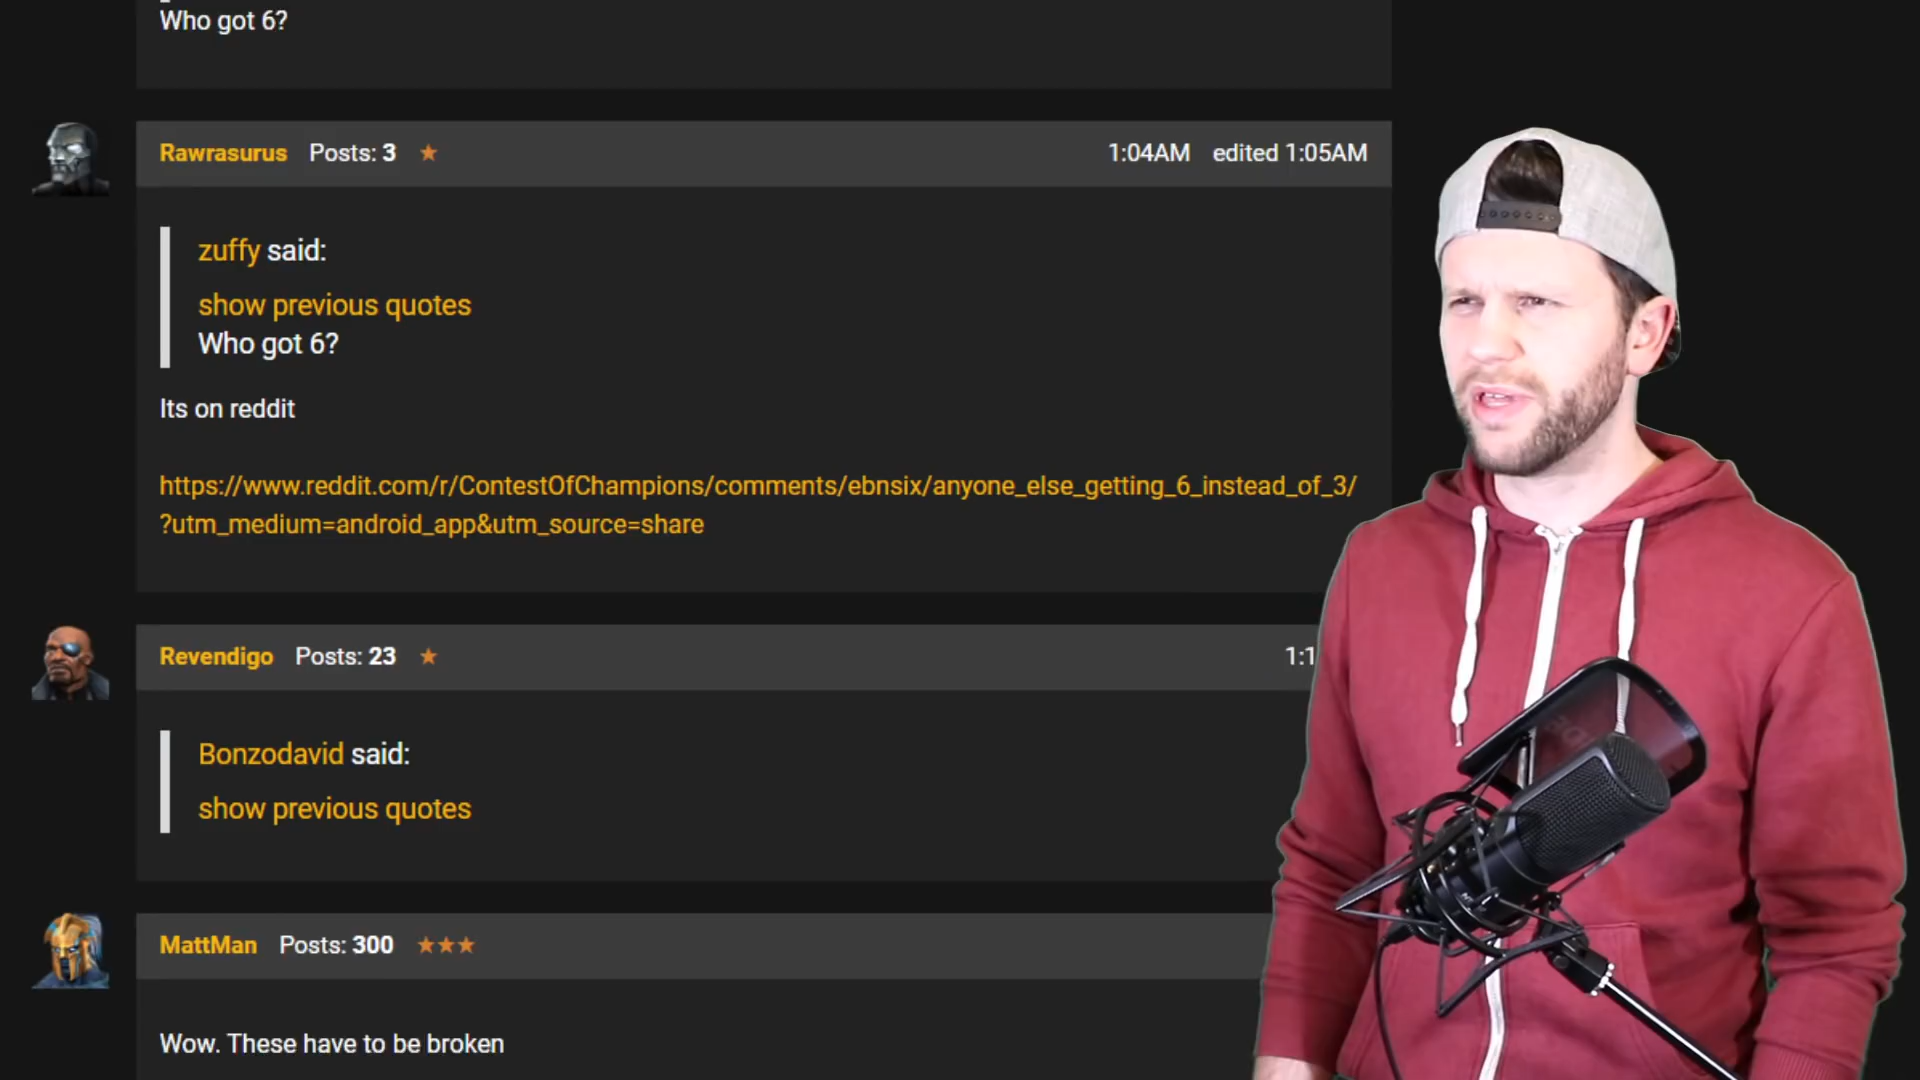 Who got 6?
Rawrasurus Posts: 3 1:04AM edited 1:05AM
zuffy said:
show previous quotes
Who got 6?
Its on reddit
https://www.reddit.com/r/ContestOfChampions/comments/ebnsix/anyone_else_getting_6_instead_of_3/
?utm_medium=android_app&utm_source=share
Revendigo Posts: 23 1:1
Bonzodavid said:
show previous quotes
MattMan Posts: 300
Wow. These have to be broken